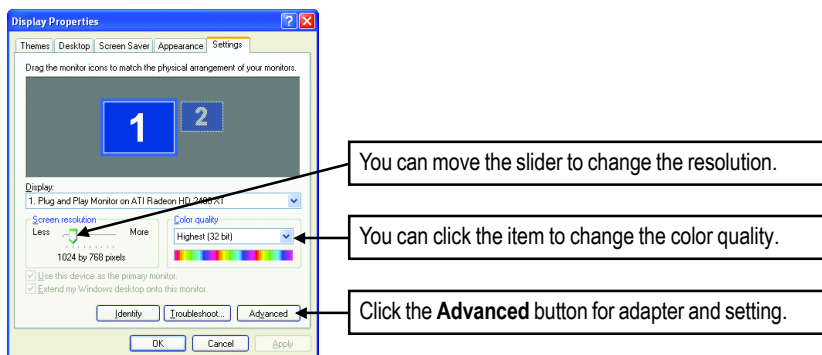 Display Properties
Themes Desktop Screen Saver Appearance Settings
Drag the monitor icons to match the physical arrangement of your monitors.
1 2
You can move the slider to change the resolution.
Display:
1. Plug and Play Monitor on ATI Radeon HD 2400 XT
Screen resolution
Less More
1024 by 768 pixels
Color quality
Highest (32 bit)
You can click the item to change the color quality.
Use this device as the primary monitor.
Extend my Windows desktop onto this monitor.
Identify Troubleshoot... Advanced
Click the Advanced button for adapter and setting.
OK Cancel Apply